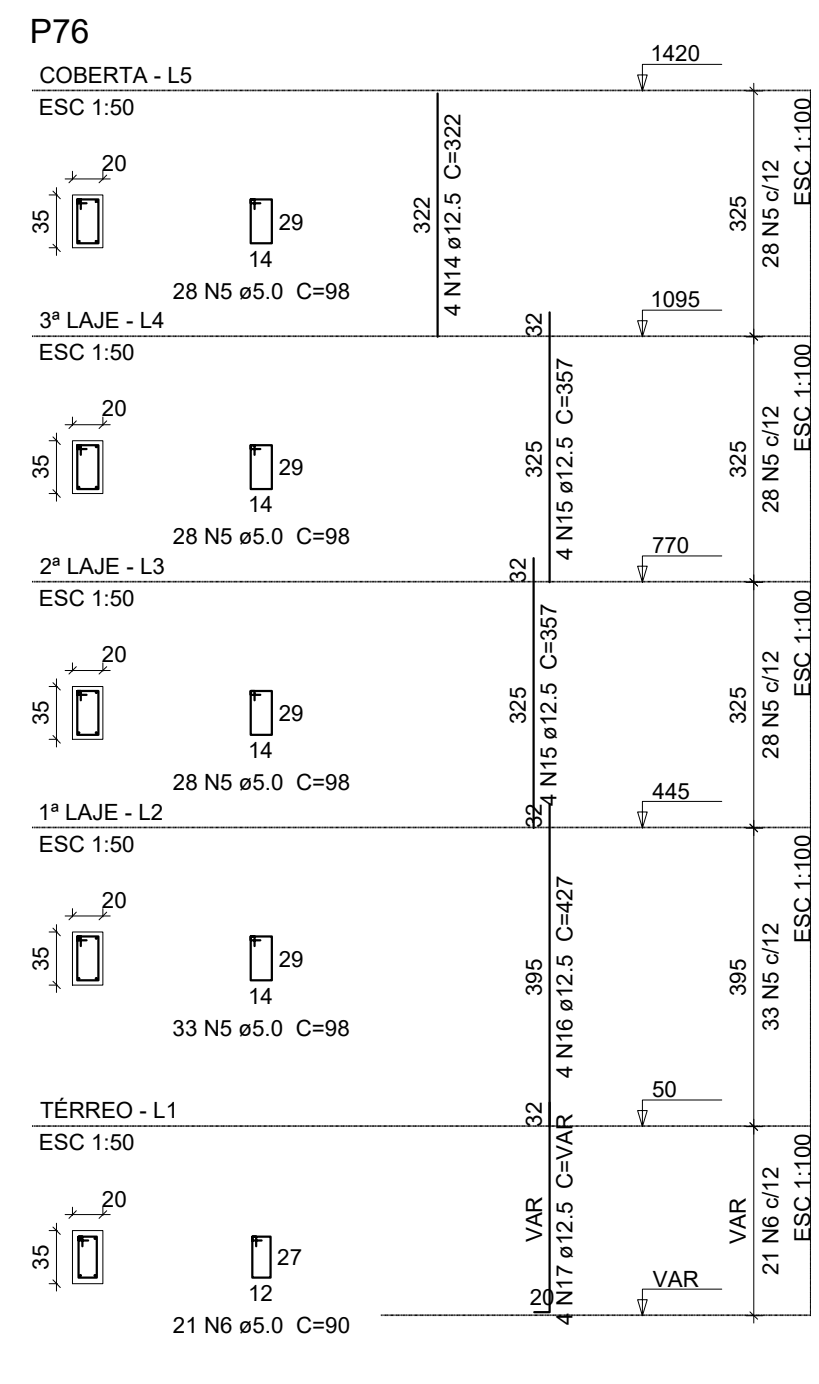 P76
COBERTA - L5
1420
ESC 1:50
20
35
29
14
28 N5 ø5.0 C=98
322
4 N14 ø12.5 C=322
325
28 N5 c/12
ESC 1:100
3ª LAJE - L4
32
1095
ESC 1:50
20
35
29
14
28 N5 ø5.0 C=98
325
4 N15 ø12.5 C=357
325
28 N5 c/12
ESC 1:100
2ª LAJE - L3
32
770
ESC 1:50
20
35
29
14
28 N5 ø5.0 C=98
325
4 N15 ø12.5 C=357
325
28 N5 c/12
ESC 1:100
1ª LAJE - L2
32
445
ESC 1:50
20
35
29
14
33 N5 ø5.0 C=98
395
4 N16 ø12.5 C=427
395
33 N5 c/12
ESC 1:100
TÉRREO - L1
32
50
ESC 1:50
20
35
27
12
21 N6 ø5.0 C=90
VAR
20
4 N17 ø12.5 C=VAR
VAR
VAR
21 N6 c/12
ESC 1:100